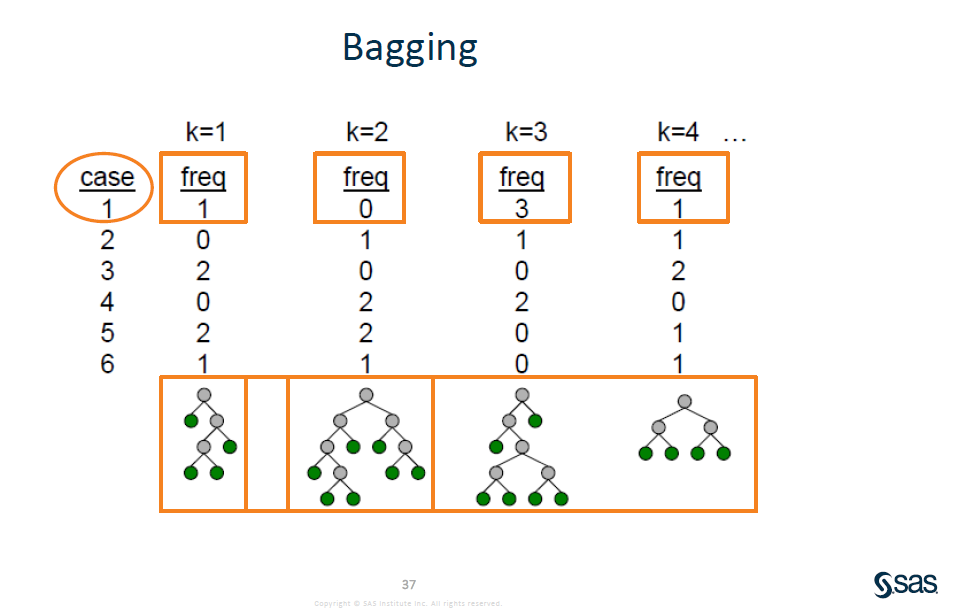 Bagging
k=1 k=2 k=3 k=4 ...
case freq freq freq freq
1 1 0 3 1
2 0 1 1 1
3 2 0 0 2
4 0 2 2 0
5 2 2 0 1
6 1 1 0 1
37
Copyright © SAS Institute Inc. All rights reserved.
sas